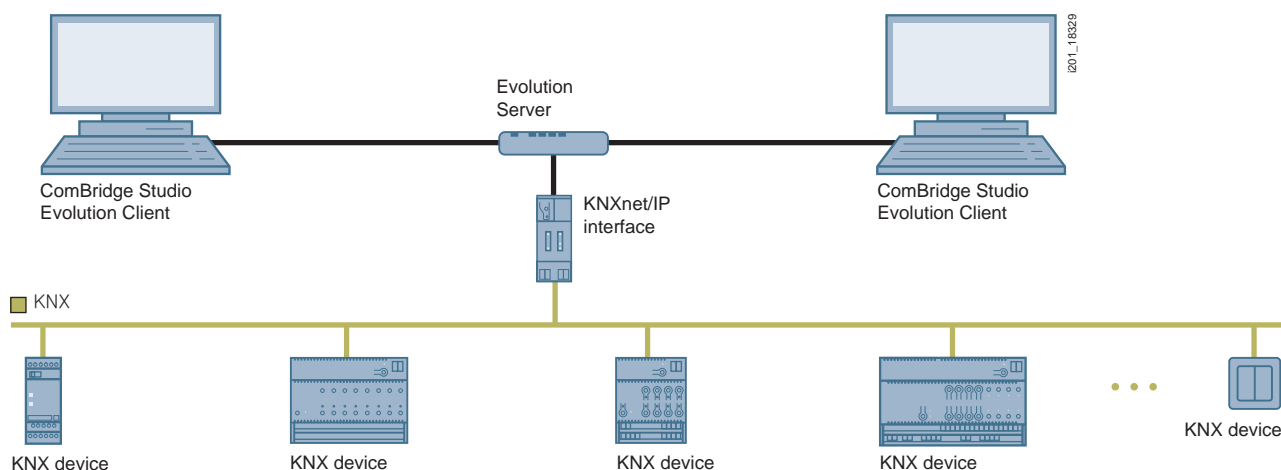 i201_18329
Evolution
Server
ComBridge Studio
Evolution Client
KNXnet/IP
interface
ComBridge Studio
Evolution Client
KNX
KNX device
KNX device
KNX device
KNX device
KNX device